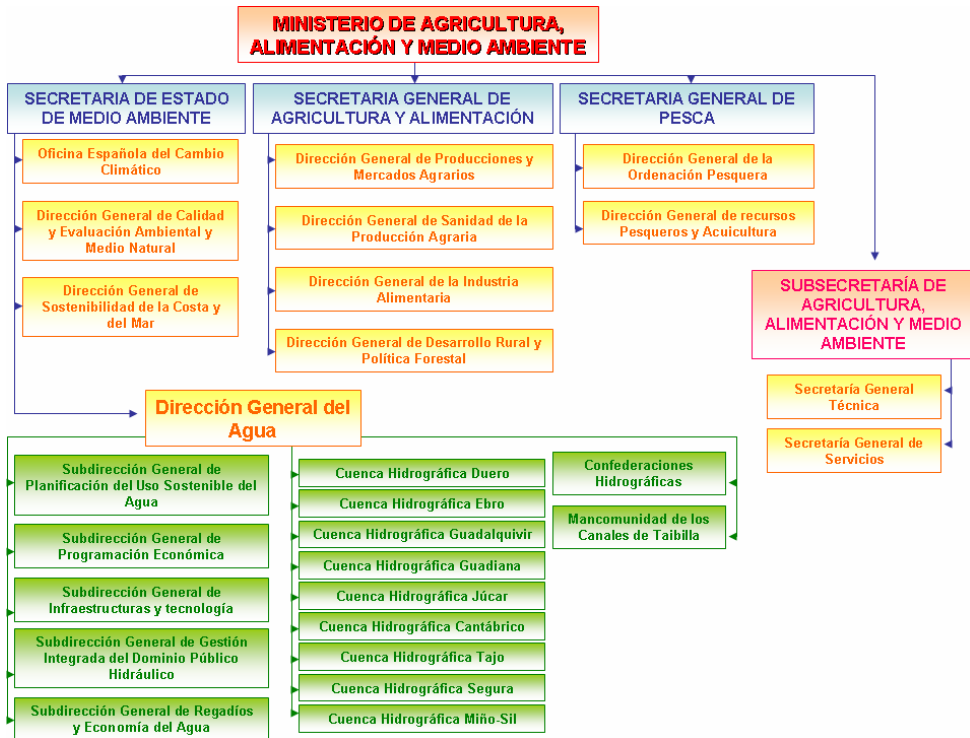 MINISTERIO DE AGRICULTURA,
ALIMENTACIÓN Y MEDIO AMBIENTE
SECRETARIA DE ESTADO
DE MEDIO AMBIENTE
Oficina Española del Cambio
Climático
Dirección General de Calidad
y Evaluación Ambiental y
Medio Natural
Dirección General de
Sostenibilidad de la Costa y
del Mar
SECRETARIA GENERAL DE
AGRICULTURA Y ALIMENTACIÓN
Dirección General de Producciones y
Mercados Agrarios
Dirección General de Sanidad de la
Producción Agraria
Dirección General de la Industria
Alimentaria
Dirección General de Desarrollo Rural y
Política Forestal
SECRETARIA GENERAL DE
PESCA
Dirección General de la
Ordenación Pesquera
Dirección General de recursos
Pesqueros y Acuicultura
SUBSECRETARÍA DE
AGRICULTURA,
ALIMENTACIÓN Y MEDIO
AMBIENTE
Secretaría General
Técnica
Secretaría General de
Servicios
Dirección General del
Agua
Subdirección General de
Planificación del Uso Sostenible del
Agua
Subdirección General de
Programación Económica
Subdirección General de
Infraestructuras y tecnología
Subdirección General de Gestión
Integrada del Dominio Público
Hidráulico
Subdirección General de Regadíos
y Economía del Agua
Cuenca Hidrográfica Duero
Cuenca Hidrográfica Ebro
Cuenca Hidrográfica Guadalquivir
Cuenca Hidrográfica Guadiana
Cuenca Hidrográfica Júcar
Cuenca Hidrográfica Cantábrico
Cuenca Hidrográfica Tajo
Cuenca Hidrográfica Segura
Cuenca Hidrográfica Miño-Sil
Confederaciones
Hidrográficas
Mancomunidad de los
Canales de Taibilla